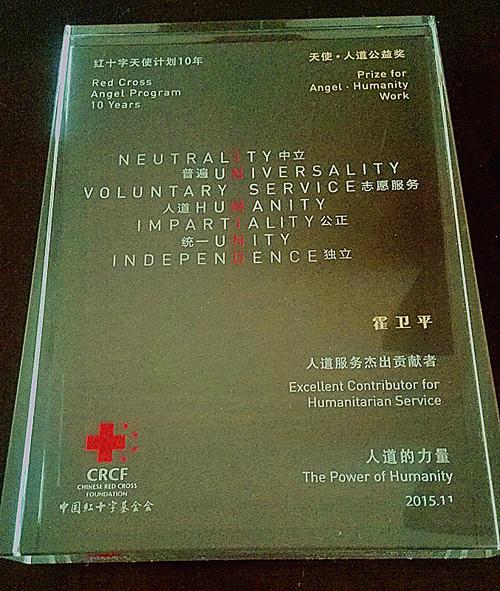 红十字天使计划10年
Red Cross
Angel Program
10 Years
天使·人道公益奖
Prize for
Angel · Humanity
Work
NEUTRALITY中立
普遍UNIVERSALITY
VOLUNTARY SERVICE志愿服务
人道HUMANITY
IMPARTIALITY公正
统一UNITY
INDEPENDENCE独立
霍卫平
人道服务杰出贡献者
Excellent Contributor for
Humanitarian Service
人道的力量
The Power of Humanity
2015.11
CRCF
CHINESE RED CROSS
FOUNDATION
中国红十字基金会